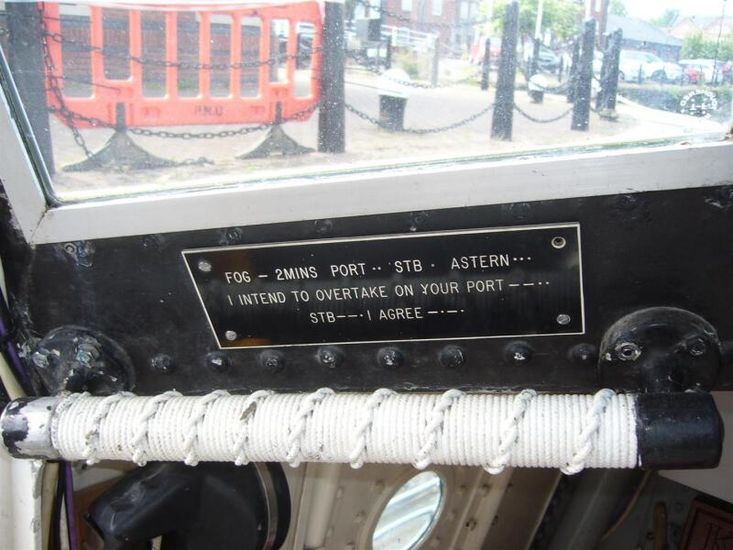 FOG - 2MINS PORT ·· STB · ASTERN ···
I INTEND TO OVERTAKE ON YOUR PORT – – ··
STB – – · I AGREE – · – ·